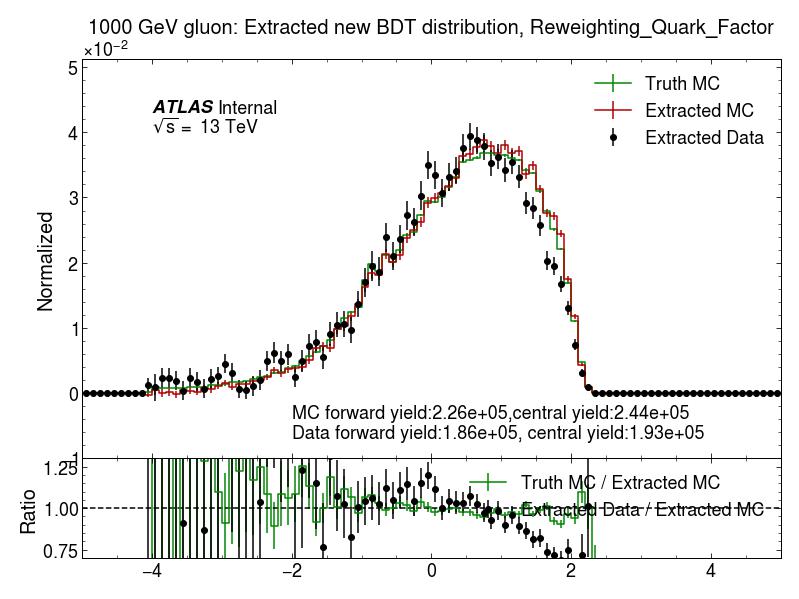 1000 GeV gluon: Extracted new BDT distribution, Reweighting_Quark_Factor
×10⁻²
5
4
3
2
1
0
Normalized
ATLAS Internal
√s = 13 TeV
Truth MC
Extracted MC
Extracted Data
MC forward yield:2.26e+05,central yield:2.44e+05
Data forward yield:1.86e+05, central yield:1.93e+05
1
1.25
1.00
0.75
Ratio
Truth MC / Extracted MC
Extracted Data / Extracted MC
−4 −2 0 2 4